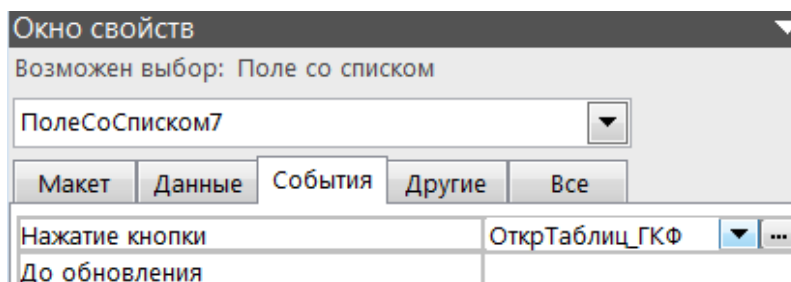 Окно свойств
Возможен выбор: Поле со списком
ПолеСоСписком7
Макет Данные События Другие Все
Нажатие кнопки ОткрТаблиц_ГКФ ...
До обновления